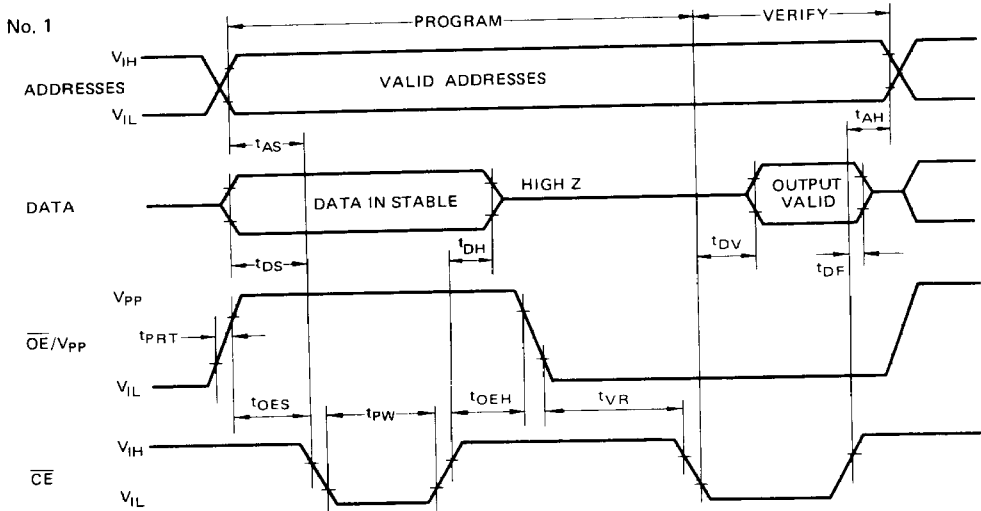 No. 1
PROGRAM
VERIFY
ADDRESSES
VIH
VIL
VALID ADDRESSES
tAS
tAH
DATA
DATA IN STABLE
HIGH Z
OUTPUT
VALID
tDS
tDH
tDV
tDF
OE/VPP
VPP
VIL
tPRT
tOES
tPW
tOEH
tVR
CE
VIH
VIL